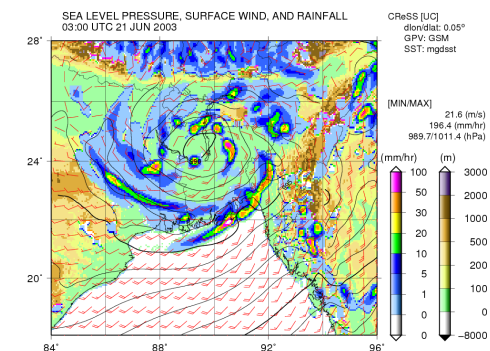 SEA LEVEL PRESSURE, SURFACE WIND, AND RAINFALL
03:00 UTC 21 JUN 2003
CReSS [UC]
dlon/dlat: 0.05°
GPV: GSM
SST: mgdsst
[MIN/MAX]
21.6 (m/s)
196.4 (mm/hr)
989.7/1011.4 (hPa)
28°
24°
20°
84° 88° 92° 96°
(mm/hr) (m)
100 3000
50 2000
30 1000
20 500
10 200
5 100
1 0
0 −8000